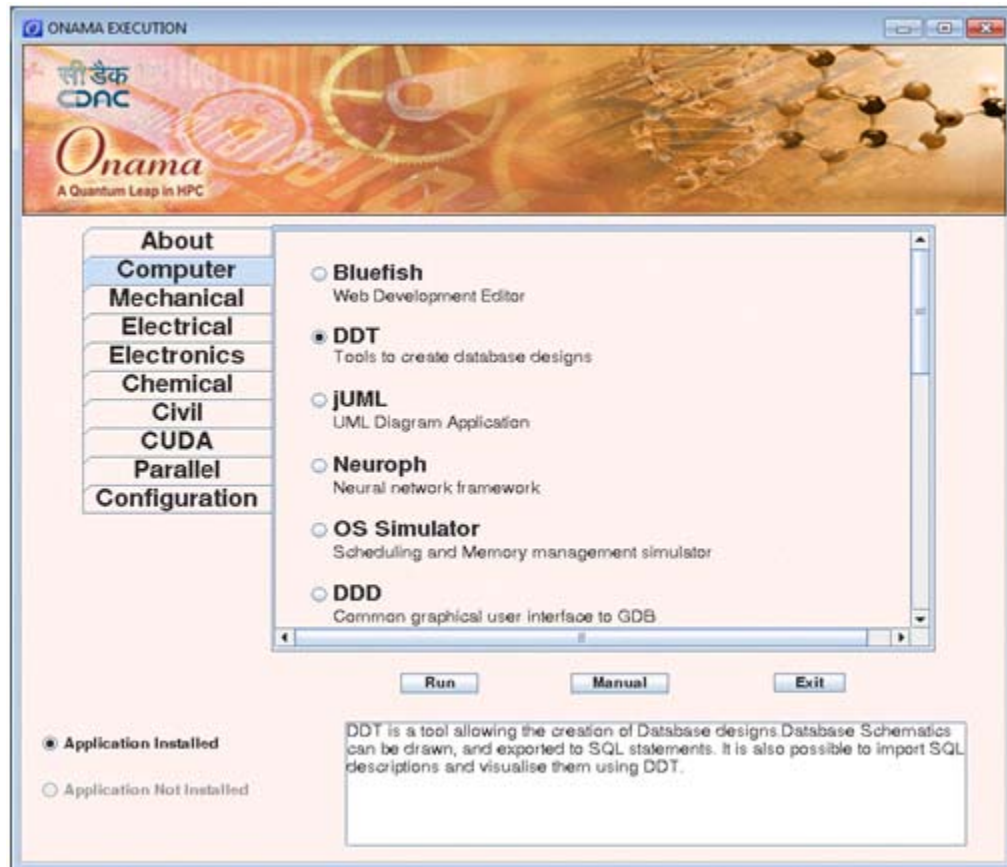 ONAMA EXECUTION
सी डैक
CDAC
Onama
A Quantum Leap in HPC
About
Computer
Mechanical
Electrical
Electronics
Chemical
Civil
CUDA
Parallel
Configuration
Bluefish
Web Development Editor
DDT
Tools to create database designs
jUML
UML Diagram Application
Neuroph
Neural network framework
OS Simulator
Scheduling and Memory management simulator
DDD
Common graphical user interface to GDB
Run
Manual
Exit
Application Installed
Application Not Installed
DDT is a tool allowing the creation of Database designs.Database Schematics
can be drawn, and exported to SQL statements. It is also possible to import SQL
descriptions and visualise them using DDT.